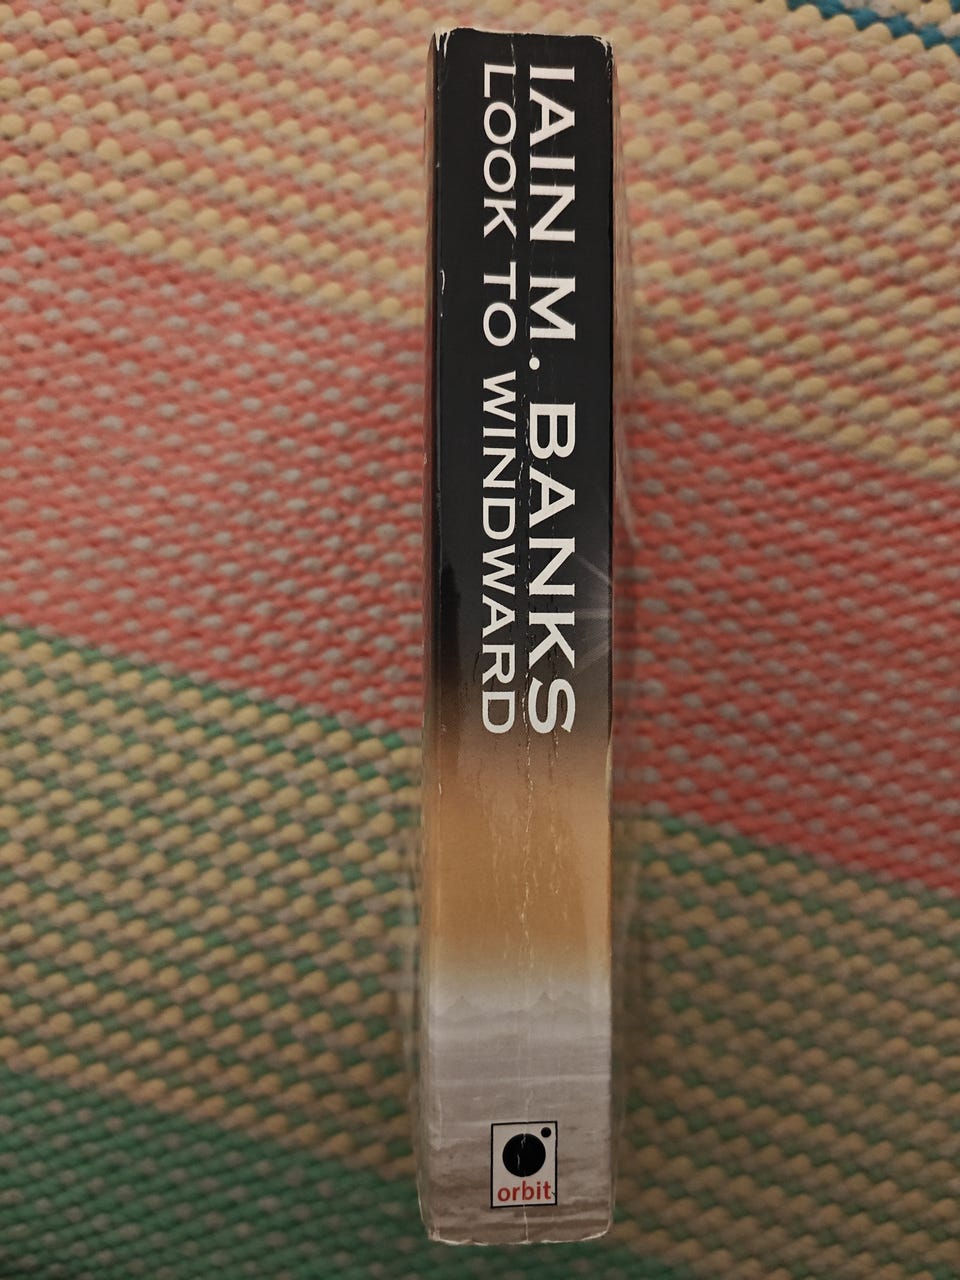 IAIN M. BANKS
LOOK TO WINDWARD
orbit